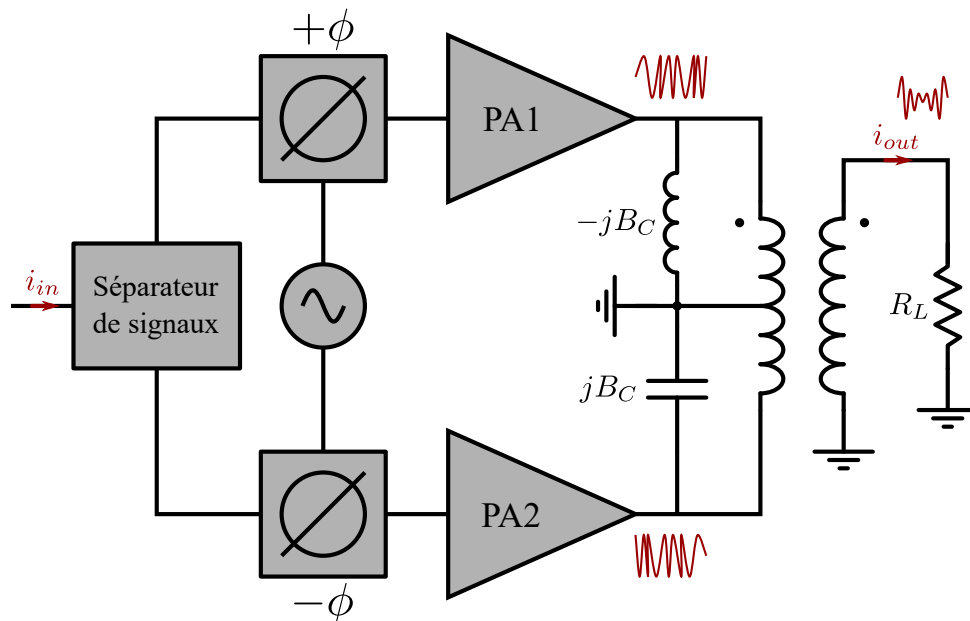 +ϕ
PA1
i_out
−jB_C
i_in
Séparateur
de signaux
R_L
jB_C
PA2
−ϕ